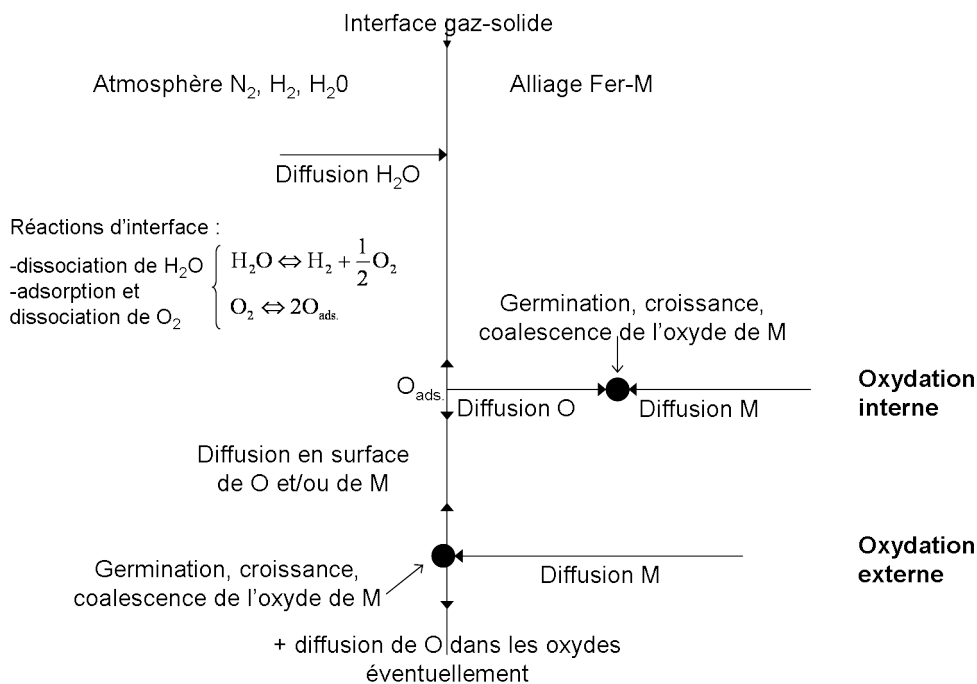 Interface gaz-solide
Atmosphère N₂, H₂, H₂0
Alliage Fer-M
Diffusion H₂O
Réactions d'interface :
-dissociation de H₂O
H₂O ⇔ H₂ + 1/2 O₂
-adsorption et
dissociation de O₂
O₂ ⇔ 2O ads.
Germination, croissance,
coalescence de l'oxyde de M
O ads.
Diffusion O
Diffusion M
Oxydation
interne
Diffusion en surface
de O et/ou de M
Germination, croissance,
coalescence de l'oxyde de M
Diffusion M
Oxydation
externe
+ diffusion de O dans les oxydes
éventuellement